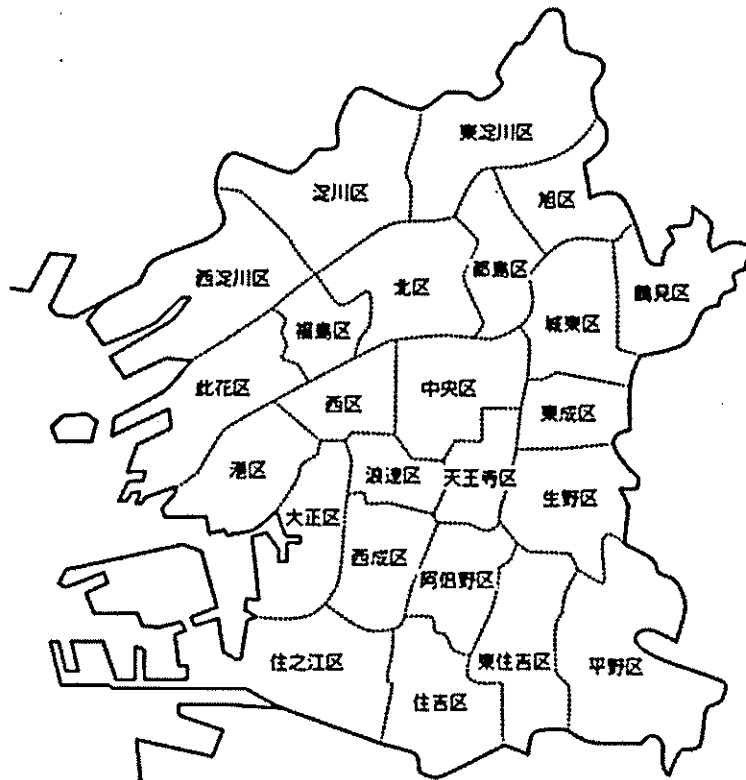 東淀川区
淀川区
旭区
西淀川区
北区
都島区
鶴見区
福島区
城東区
此花区
西区
中央区
東成区
港区
浪速区
天王寺区
生野区
大正区
西成区
阿倍野区
住之江区
東住吉区
平野区
住吉区